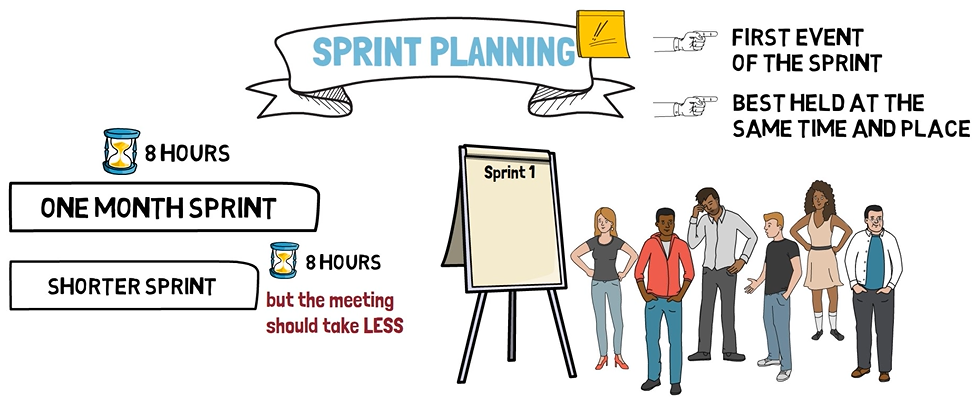 SPRINT PLANNING
FIRST EVENT
OF THE SPRINT
BEST HELD AT THE
SAME TIME AND PLACE
8 HOURS
ONE MONTH SPRINT
8 HOURS
SHORTER SPRINT
but the meeting
should take LESS
Sprint 1